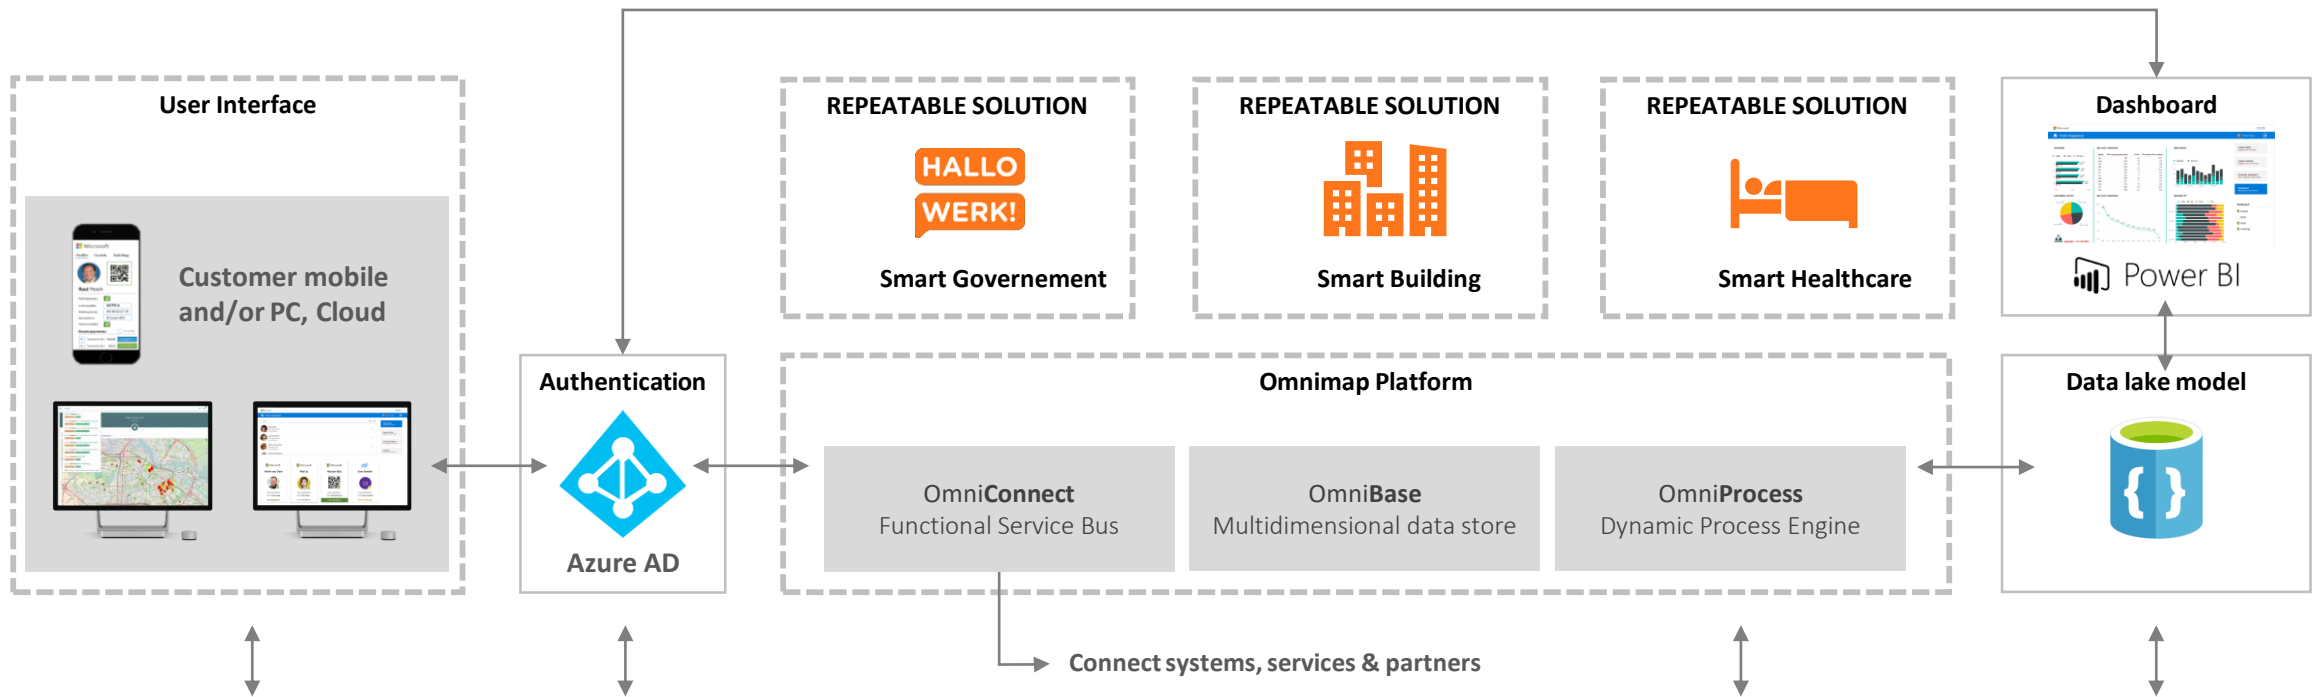 User Interface
Microsoft
Customer mobile
and/or PC, Cloud
Authentication
Azure AD
REPEATABLE SOLUTION
HALLO
WERK!
Smart Governement
REPEATABLE SOLUTION
Smart Building
REPEATABLE SOLUTION
Smart Healthcare
Dashboard
Power BI
Omnimap Platform
OmniConnect
Functional Service Bus
OmniBase
Multidimensional data store
OmniProcess
Dynamic Process Engine
Data lake model
{ }
Connect systems, services & partners